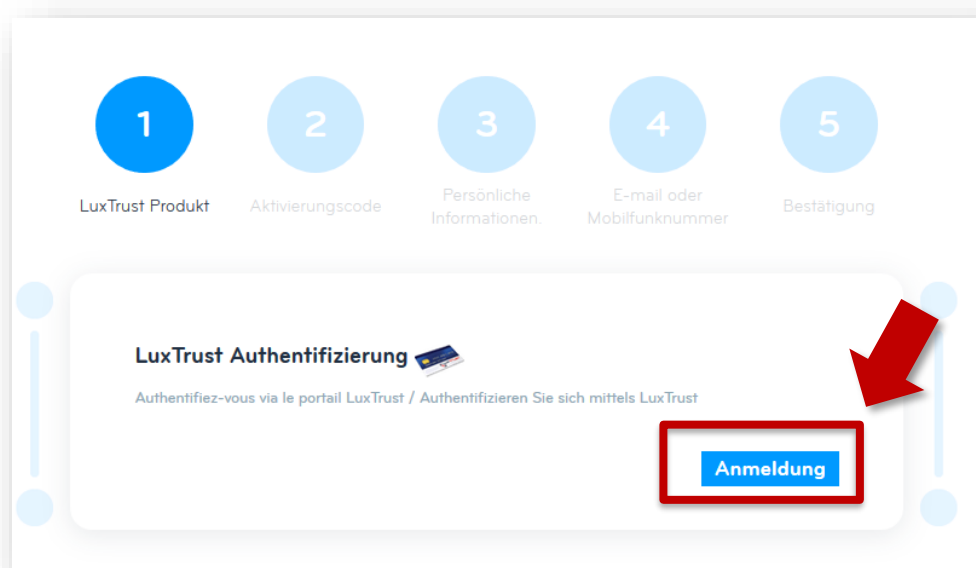 1 2 3 4 5
LuxTrust Produkt
Aktivierungscode
Persönliche
Informationen.
E-mail oder
Mobilfunknummer
Bestätigung
LuxTrust Authentifizierung
Authentifiez-vous via le portail LuxTrust / Authentifizieren Sie sich mittels LuxTrust
Anmeldung